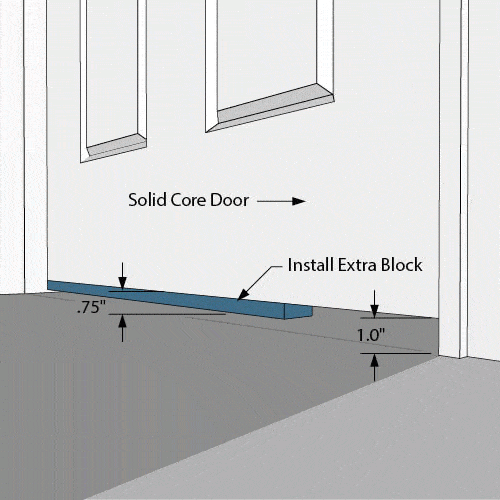 Solid Core Door
Install Extra Block
.75"
1.0"